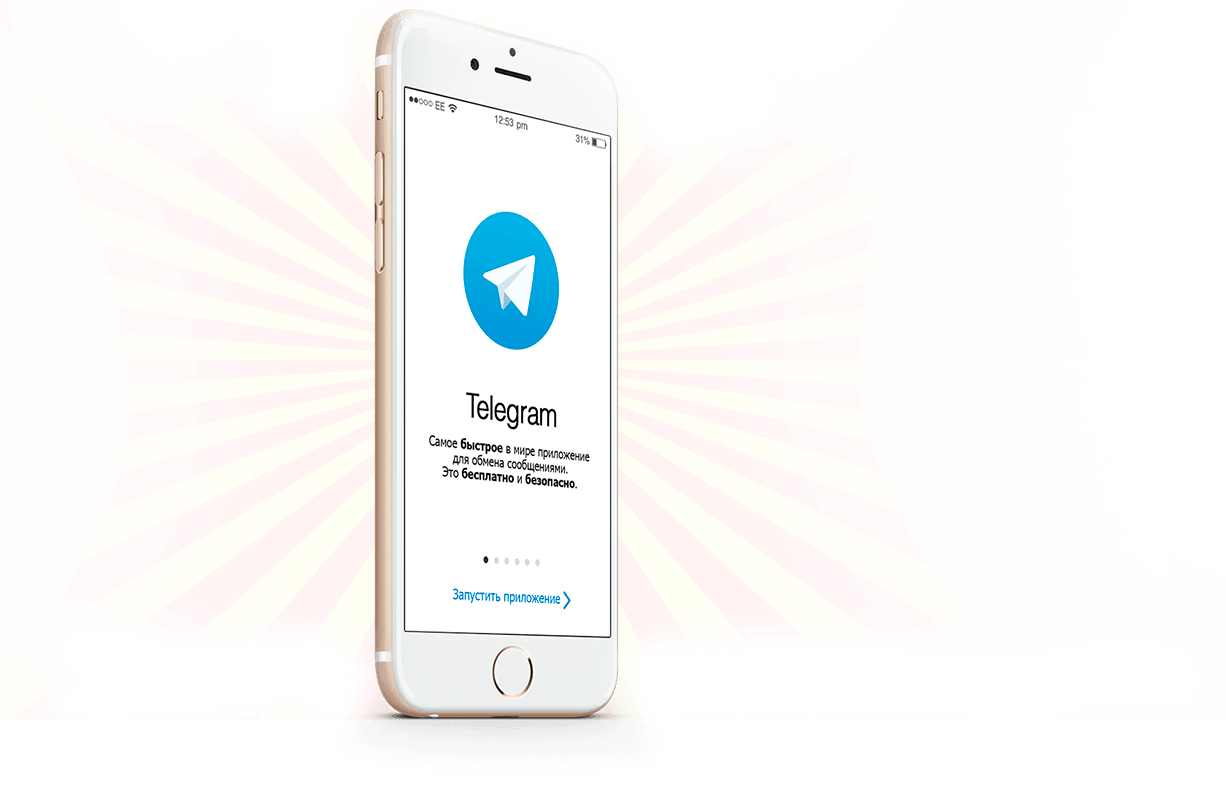 EE
12:53 pm
31%
Telegram
Самое быстрое в мире приложение
для обмена сообщениями.
Это бесплатно и безопасно.
Запустить приложение